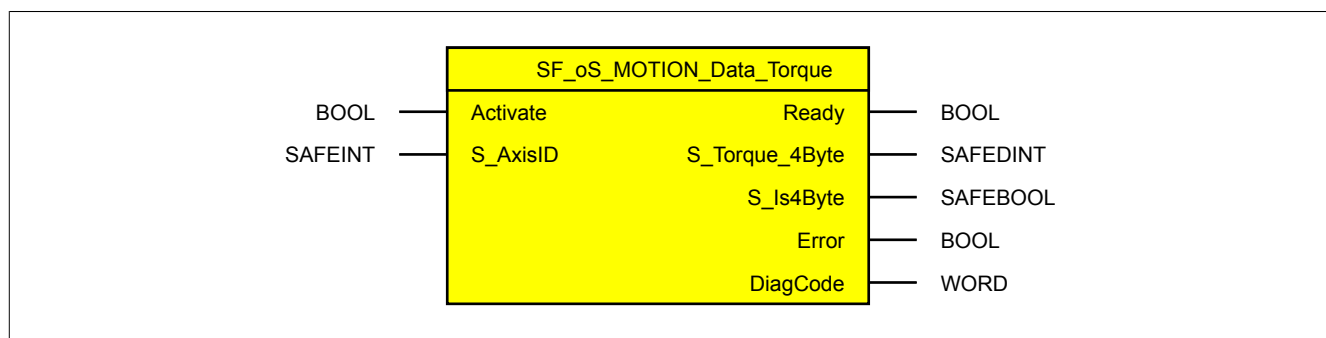 SF_oS_MOTION_Data_Torque
BOOL Activate Ready BOOL
SAFEINT S_AxisID S_Torque_4Byte SAFEDINT
S_Is4Byte SAFEBOOL
Error BOOL
DiagCode WORD